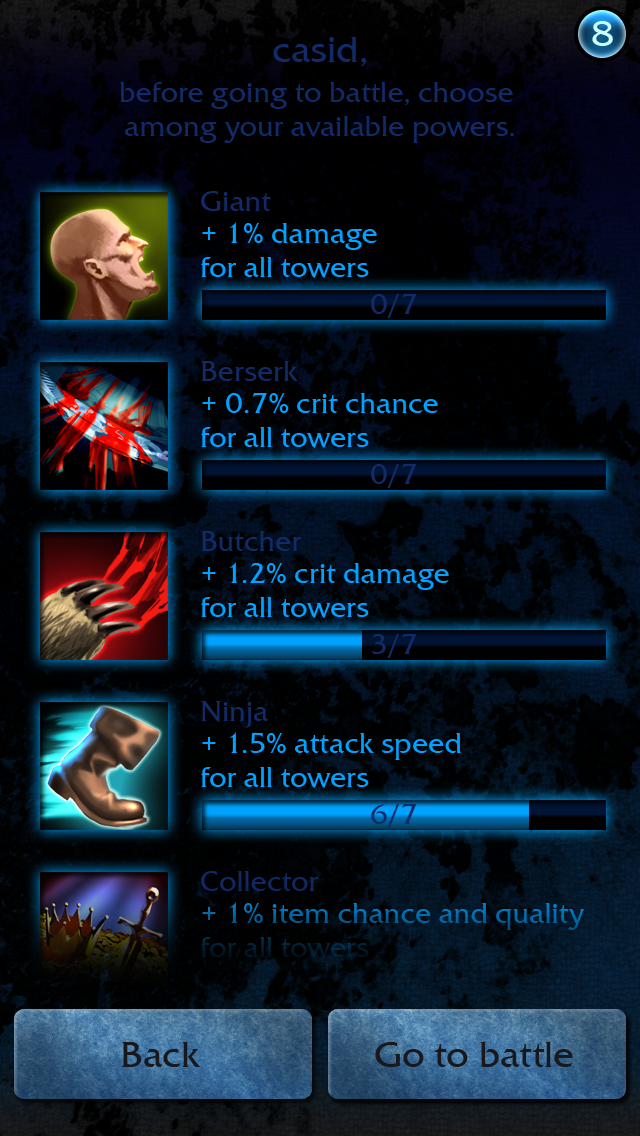 8
casid,
before going to battle, choose
among your available powers.
Giant
+ 1% damage
for all towers
0/7
Berserk
+ 0.7% crit chance
for all towers
0/7
Butcher
+ 1.2% crit damage
for all towers
3/7
Ninja
+ 1.5% attack speed
for all towers
6/7
Collector
+ 1% item chance and quality
for all towers
Back
Go to battle